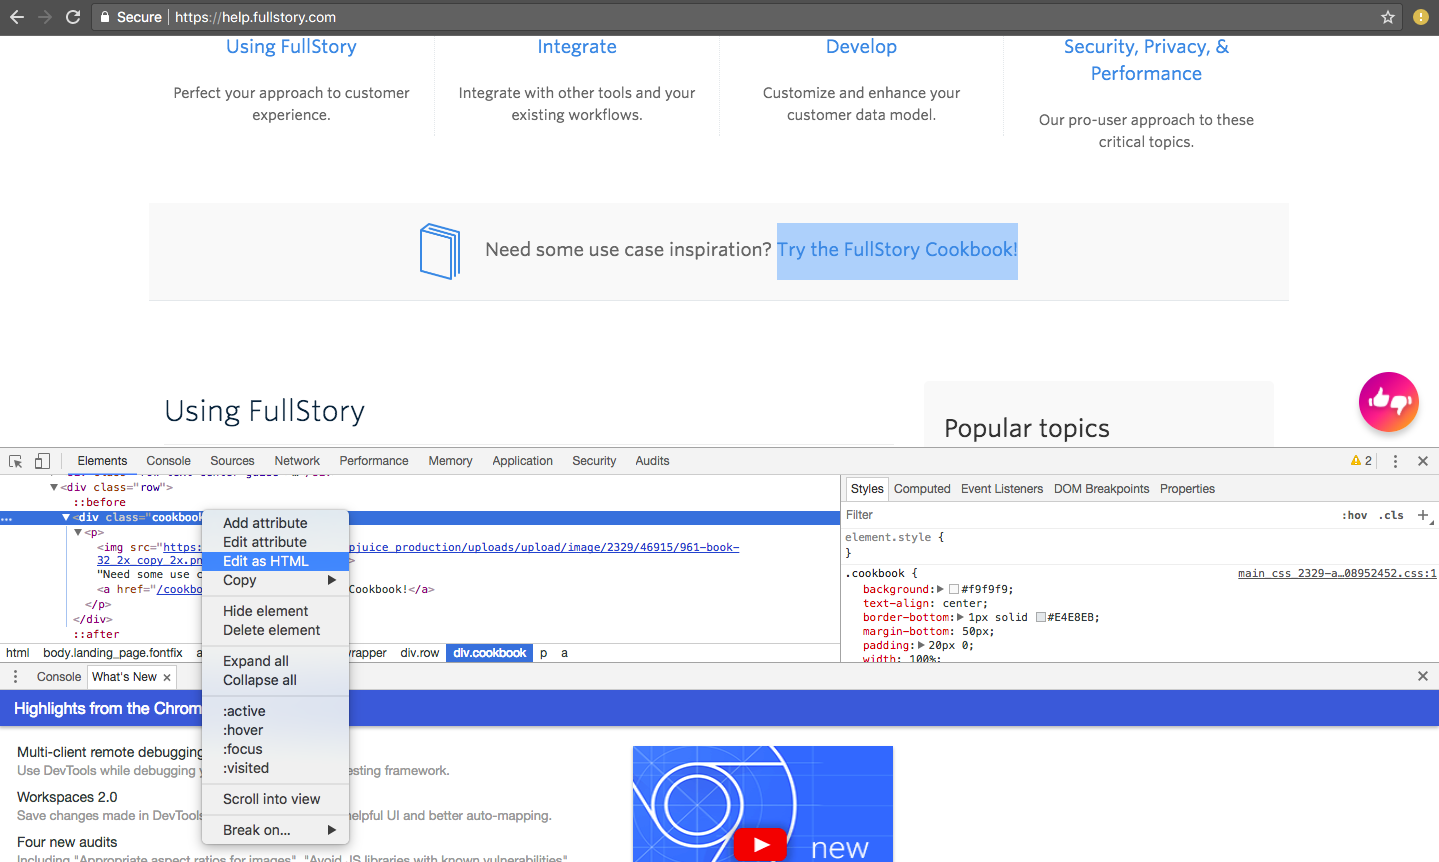 Secure https://help.fullstory.com
Using FullStory
Integrate
Develop
Security, Privacy, &
Performance
Perfect your approach to customer
experience.
Integrate with other tools and your
existing workflows.
Customize and enhance your
customer data model.
Our pro-user approach to these
critical topics.
Need some use case inspiration? Try the FullStory Cookbook!
Using FullStory
Popular topics
Elements Console Sources Network Performance Memory Application Security Audits 2
<div class="row">
::before
<div class="cookbook
<p>
<img src="https: pjuice_production/uploads/upload/image/2329/46915/961-book-
32_2x_copy_2x.pn >
"Need some use c
<a href="/cookbo Cookbook!</a>
</p>
</div>
::after
html body.landing_page.fontfix div.row div.cookbook p a
Add attribute
Edit attribute
Edit as HTML
Copy
Hide element
Delete element
Expand all
Collapse all
:active
:hover
:focus
:visited
Scroll into view
Break on...
Styles Computed Event Listeners DOM Breakpoints Properties
Filter :hov .cls +
element.style {
}
.cookbook { main_css_2329-a…08952452.css:1
background: #f9f9f9;
text-align: center;
border-bottom: 1px solid #E4E8EB;
margin-bottom: 50px;
padding: 20px 0;
width: 100%;
Console What's New
Highlights from the Chrom
Multi-client remote debugging
Use DevTools while debugging esting framework.
Workspaces 2.0
Save changes made in DevTools elpful UI and better auto-mapping.
Four new audits
Including "Appropriate aspect ratios for images", "Avoid JS libraries with known vulnerabilities"
new